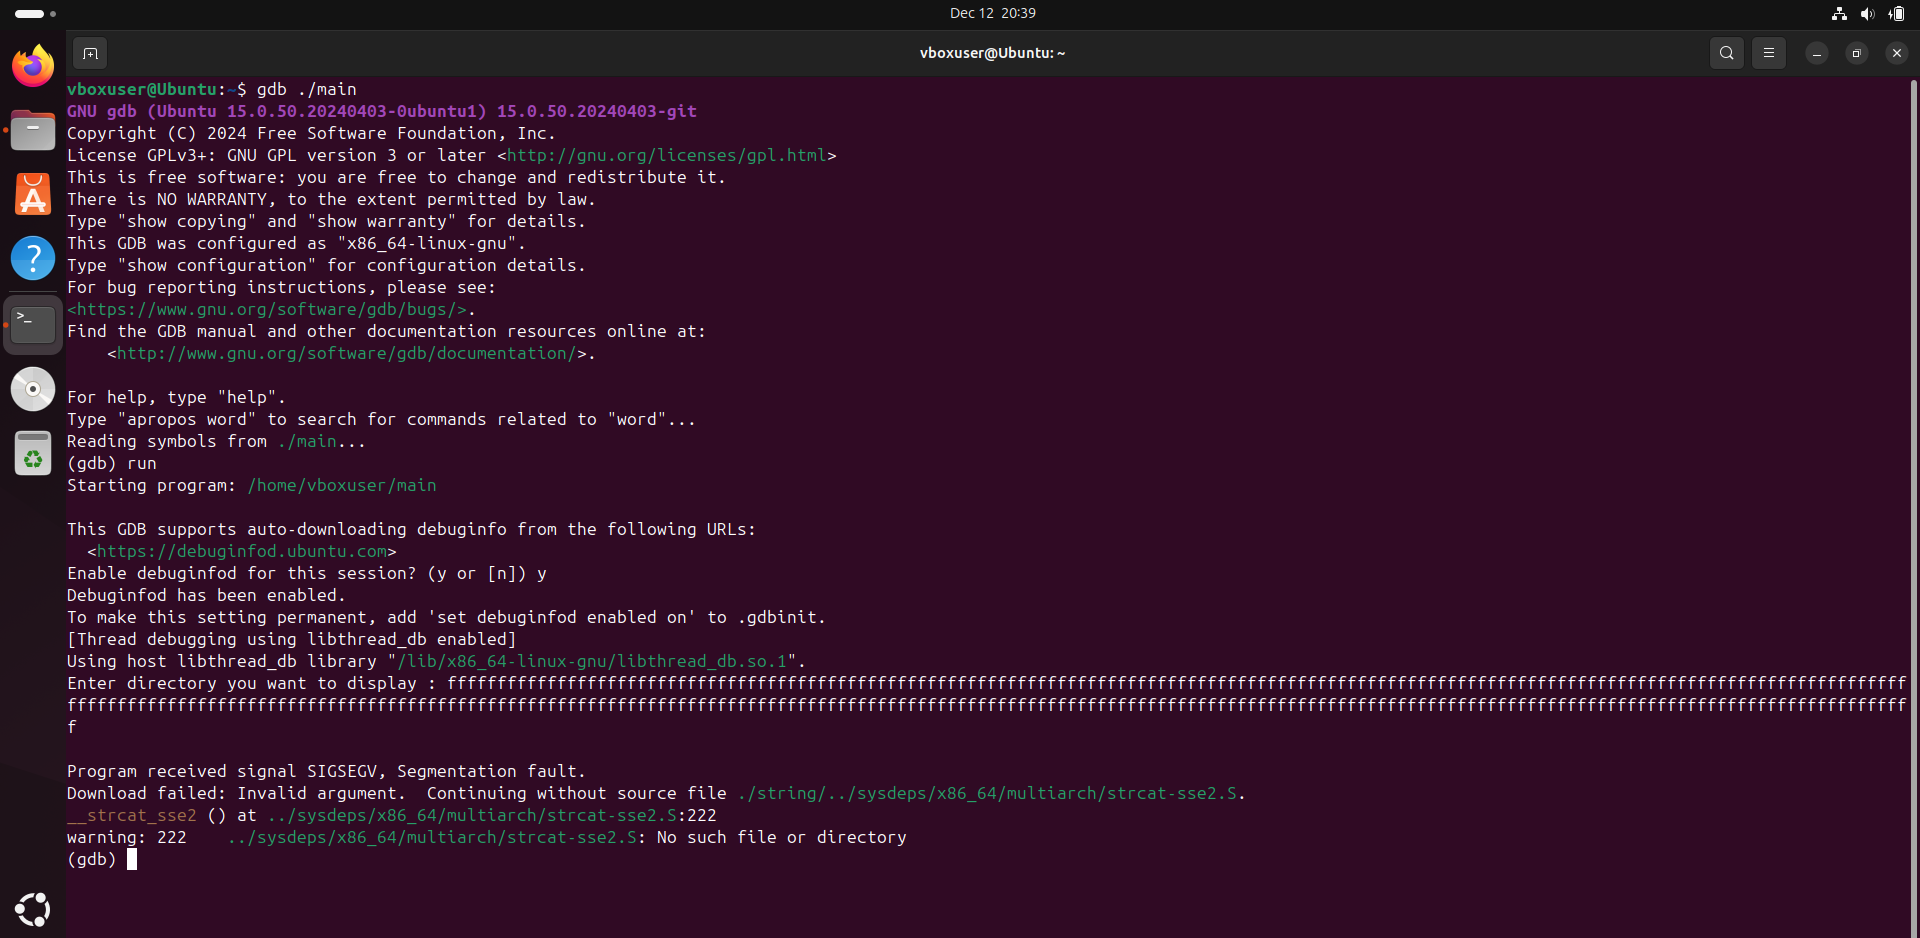 Dec 12 20:39
vboxuser@Ubuntu: ~
vboxuser@Ubuntu:~$ gdb ./main
GNU gdb (Ubuntu 15.0.50.20240403-0ubuntu1) 15.0.50.20240403-git
Copyright (C) 2024 Free Software Foundation, Inc.
License GPLv3+: GNU GPL version 3 or later <http://gnu.org/licenses/gpl.html>
This is free software: you are free to change and redistribute it.
There is NO WARRANTY, to the extent permitted by law.
Type "show copying" and "show warranty" for details.
This GDB was configured as "x86_64-linux-gnu".
Type "show configuration" for configuration details.
For bug reporting instructions, please see:
<https://www.gnu.org/software/gdb/bugs/>.
Find the GDB manual and other documentation resources online at:
    <http://www.gnu.org/software/gdb/documentation/>.
For help, type "help".
Type "apropos word" to search for commands related to "word"...
Reading symbols from ./main...
(gdb) run
Starting program: /home/vboxuser/main
This GDB supports auto-downloading debuginfo from the following URLs:
  <https://debuginfod.ubuntu.com>
Enable debuginfod for this session? (y or [n]) y
Debuginfod has been enabled.
To make this setting permanent, add 'set debuginfod enabled on' to .gdbinit.
[Thread debugging using libthread_db enabled]
Using host libthread_db library "/lib/x86_64-linux-gnu/libthread_db.so.1".
Enter directory you want to display : ffffffffffffffffffffffffffffffffffffffffffffffffffffffffffffffffffffffffffffffffffffffffffffffffffffffffffffffffffffffffffffffffffffffffffffffffff
ffffffffffffffffffffffffffffffffffffffffffffffffffffffffffffffffffffffffffffffffffffffffffffffffffffffffffffffffffffffffffffffffffffffffffffffffffffffffffffffffffffffffffffffffffffffffffffffff
f
Program received signal SIGSEGV, Segmentation fault.
Download failed: Invalid argument.  Continuing without source file ./string/../sysdeps/x86_64/multiarch/strcat-sse2.S.
__strcat_sse2 () at ../sysdeps/x86_64/multiarch/strcat-sse2.S:222
warning: 222    ../sysdeps/x86_64/multiarch/strcat-sse2.S: No such file or directory
(gdb)